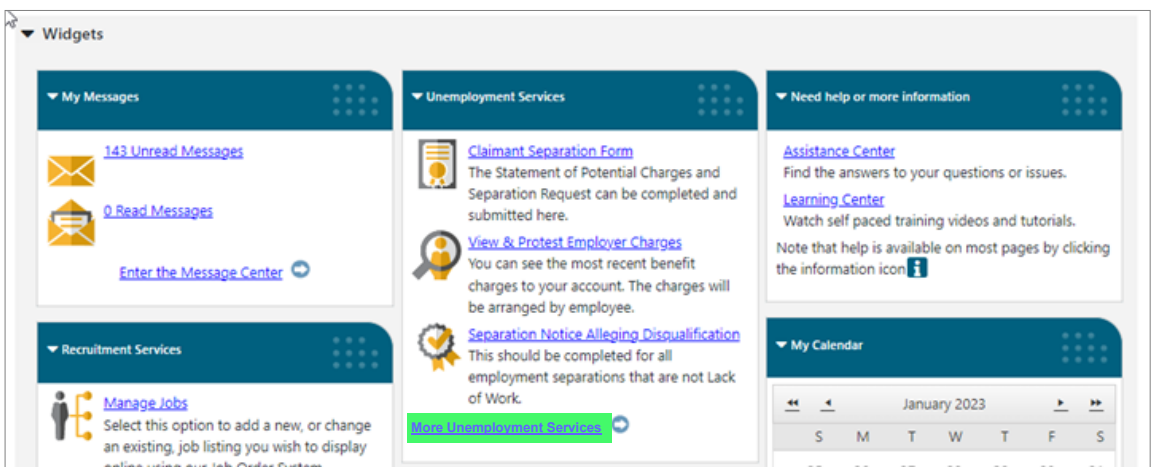 Widgets
My Messages
143 Unread Messages
0 Read Messages
Enter the Message Center
Recruitment Services
Manage Jobs
Select this option to add a new, or change
an existing, job listing you wish to display
online using our Job Order System
Unemployment Services
Claimant Separation Form
The Statement of Potential Charges and
Separation Request can be completed and
submitted here.
View & Protest Employer Charges
You can see the most recent benefit
charges to your account. The charges will
be arranged by employee.
Separation Notice Alleging Disqualification
This should be completed for all
employment separations that are not Lack
of Work.
More Unemployment Services
Need help or more information
Assistance Center
Find the answers to your questions or issues.
Learning Center
Watch self paced training videos and tutorials.
Note that help is available on most pages by clicking
the information icon i
My Calendar
January 2023
S M T W T F S